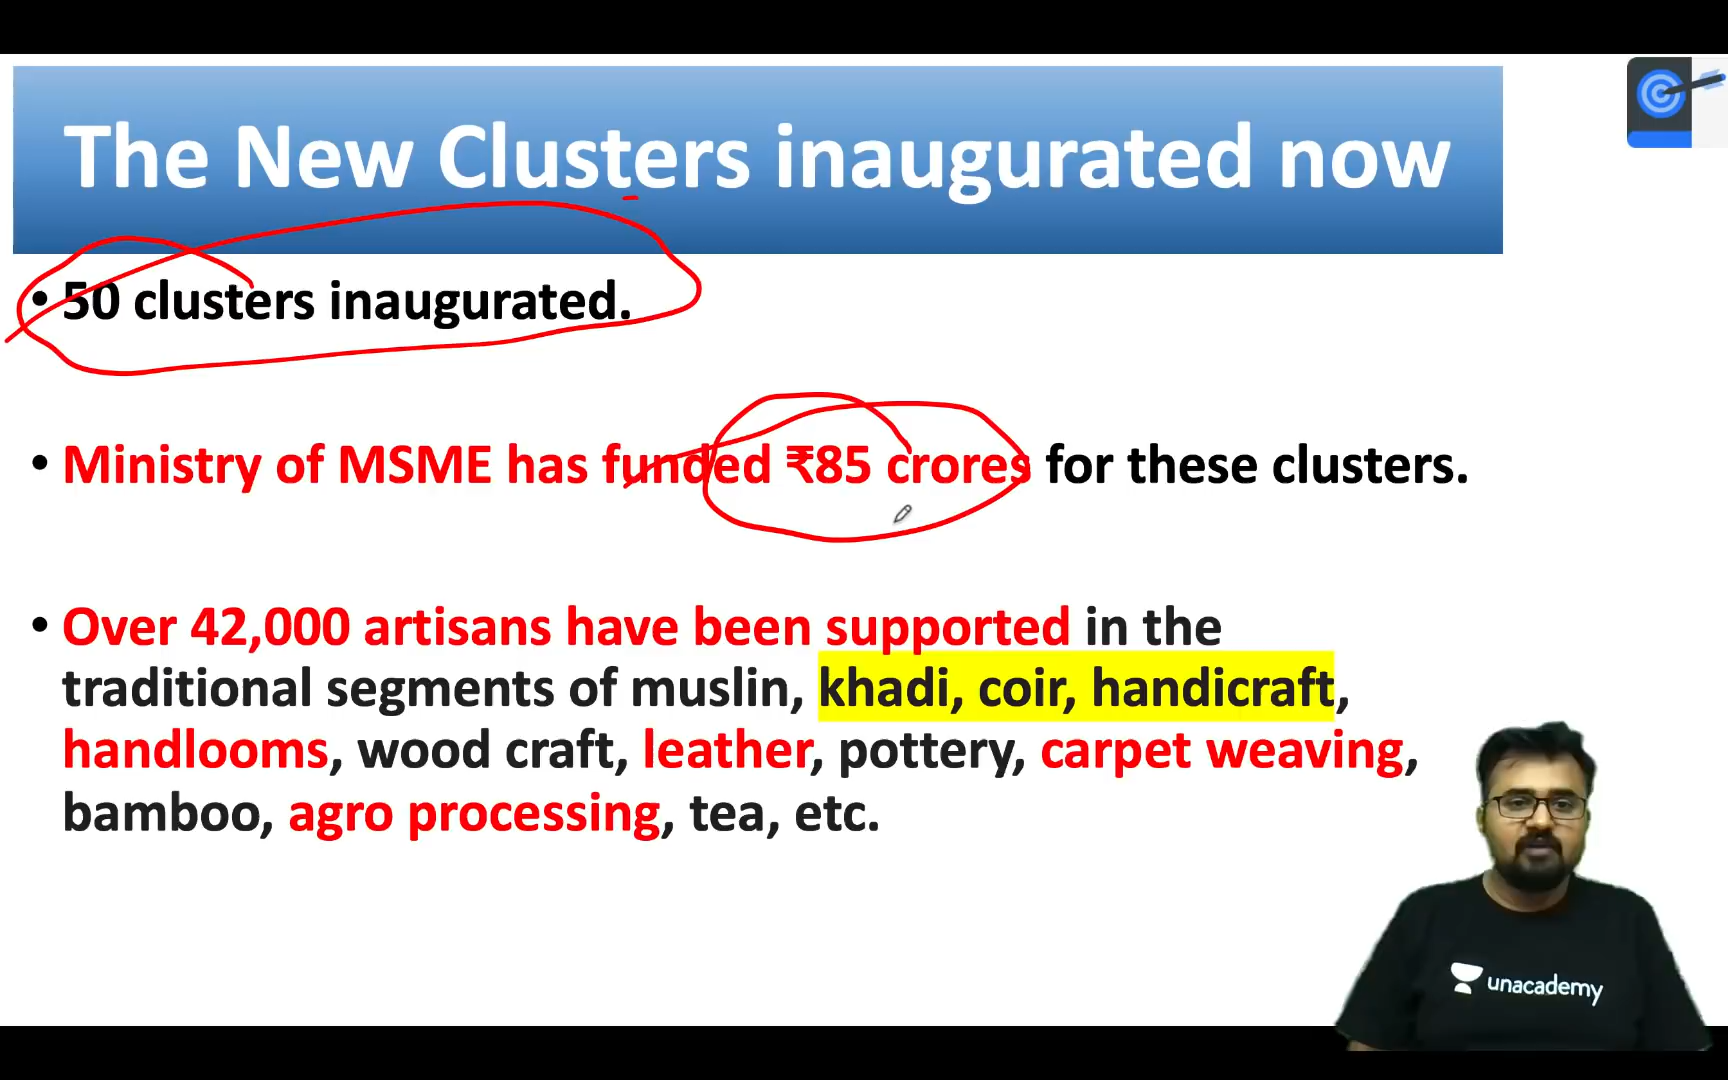 The New Clusters inaugurated now
• 50 clusters inaugurated.
• Ministry of MSME has funded ₹85 crores for these clusters.
• Over 42,000 artisans have been supported in the
traditional segments of muslin, khadi, coir, handicraft,
handlooms, wood craft, leather, pottery, carpet weaving,
bamboo, agro processing, tea, etc.
unacademy